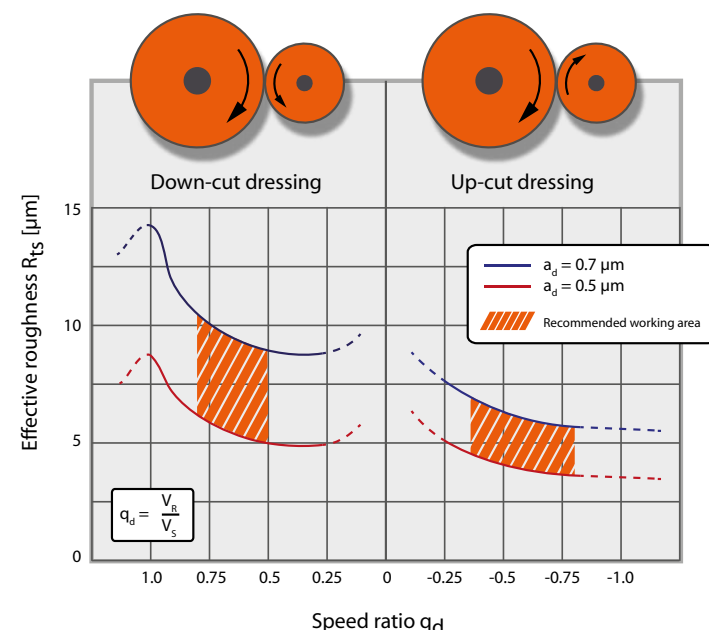 Down-cut dressing
Up-cut dressing
Effective roughness Rts [µm]
15
10
5
0
ad = 0.7 µm
ad = 0.5 µm
Recommended working area
qd = VR
VS
1.0 0.75 0.5 0.25 0 -0.25 -0.5 -0.75 -1.0
Speed ratio qd